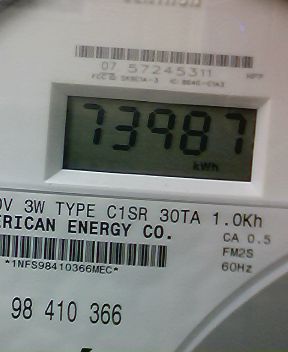 07 57245311
73987
kWh
0V 3W TYPE C1SR 30TA 1.0Kh
ERICAN ENERGY CO.
CA 0.5
FM2S
60Hz
*1NFS98410366MEC*
98 410 366